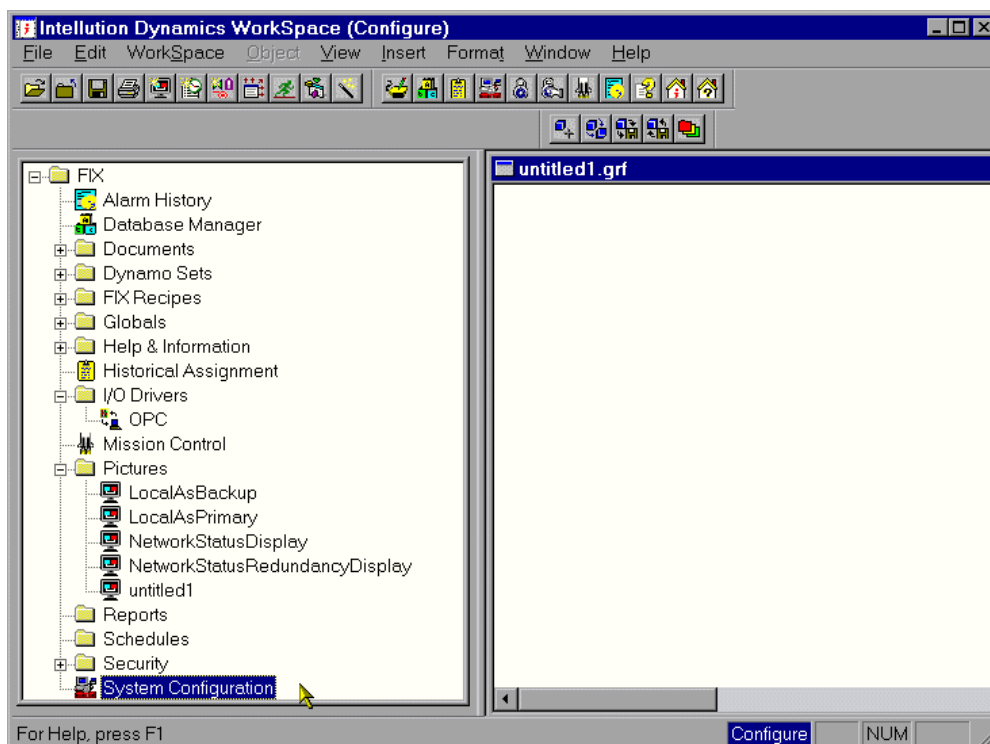 Intellution Dynamics WorkSpace (Configure)
File Edit WorkSpace Object View Insert Format Window Help
untitled1.grf
FIX
Alarm History
Database Manager
Documents
Dynamo Sets
FIX Recipes
Globals
Help & Information
Historical Assignment
I/O Drivers
OPC
Mission Control
Pictures
LocalAsBackup
LocalAsPrimary
NetworkStatusDisplay
NetworkStatusRedundancyDisplay
untitled1
Reports
Schedules
Security
System Configuration
For Help, press F1 Configure NUM